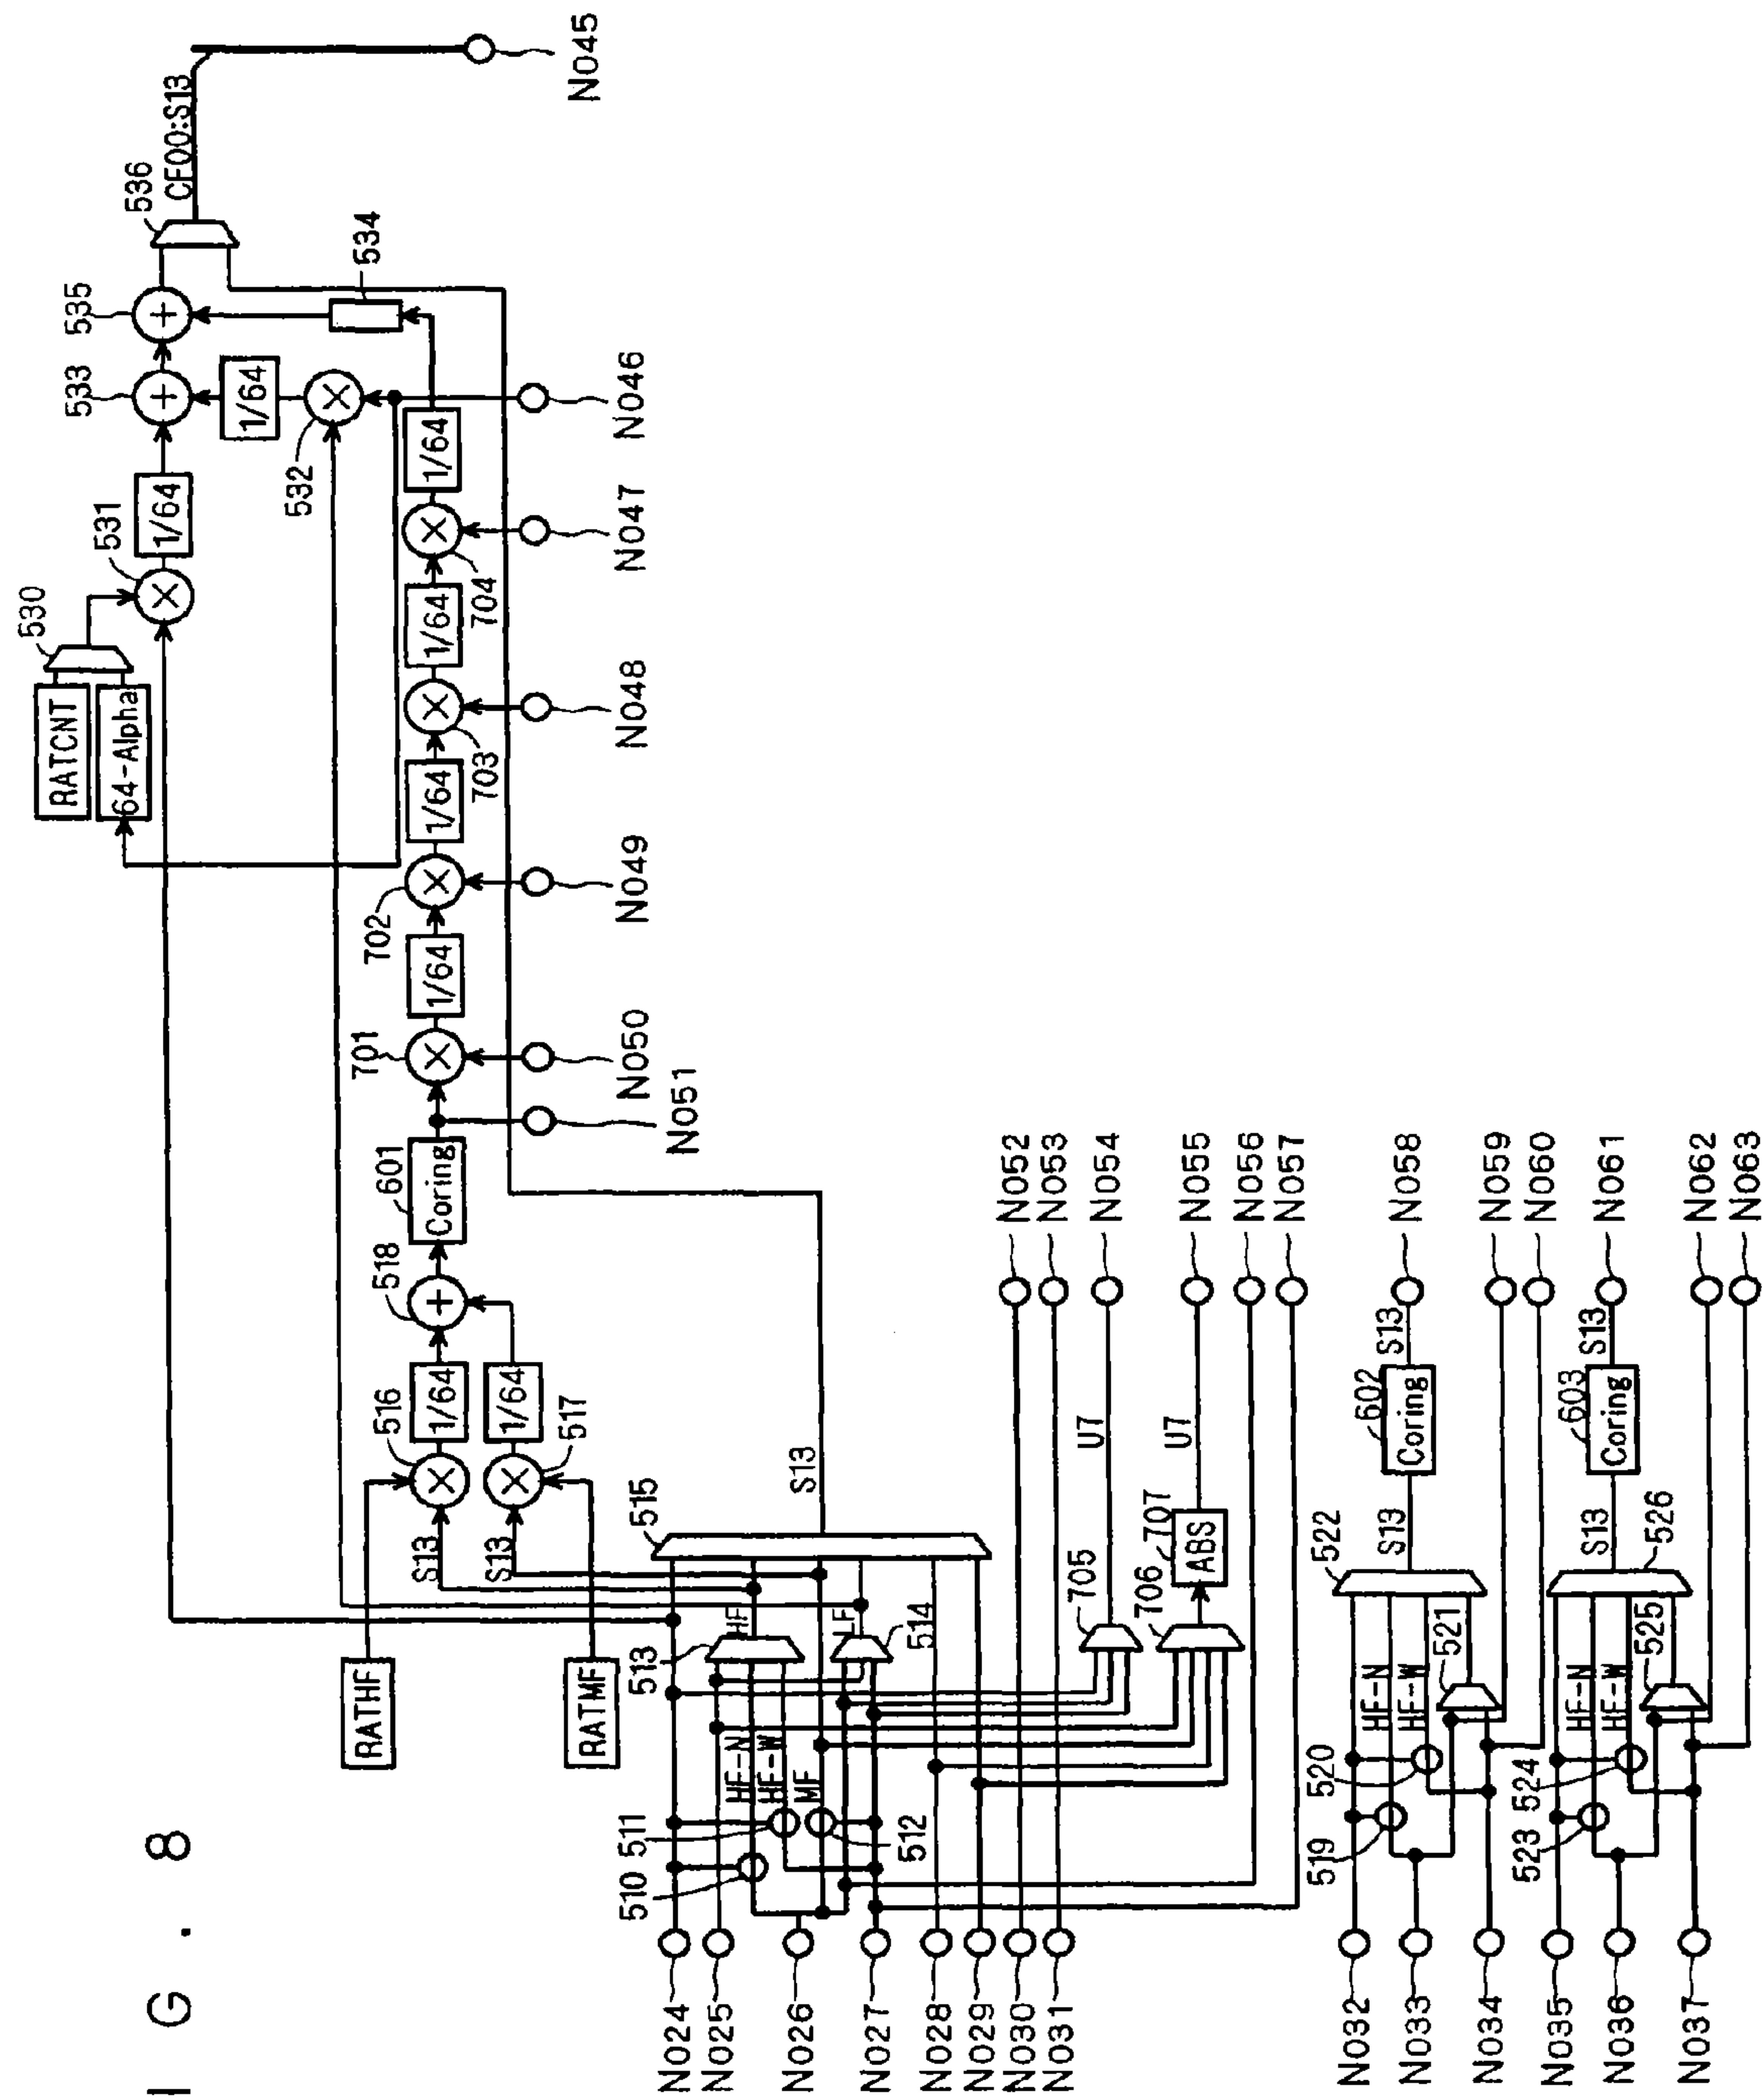 I G . 8
N045
CF00:S13
536
535
534
533
1/64
532
N046
531
1/64
530
RATCNT
64-Alpha
1/64
704
N047
1/64
703
N048
1/64
702
N049
1/64
701
N050
N051
601
Coring
518
516
1/64
517
1/64
S13
S13
RATHF
RATMF
515
S13
513
HF
LF
514
HF-N
HF-W
MF
510
511
512
705
U7
706
707
ABS
U7
N024
N025
N026
N027
N028
N029
N030
N031
N052
N053
N054
N055
N056
N057
522
S13
602
Coring
S13
N058
N059
N060
HF-N
HF-W
521
519
520
N032
N033
N034
526
S13
603
Coring
S13
N061
N062
N063
HF-N
HF-W
525
523
524
N035
N036
N037